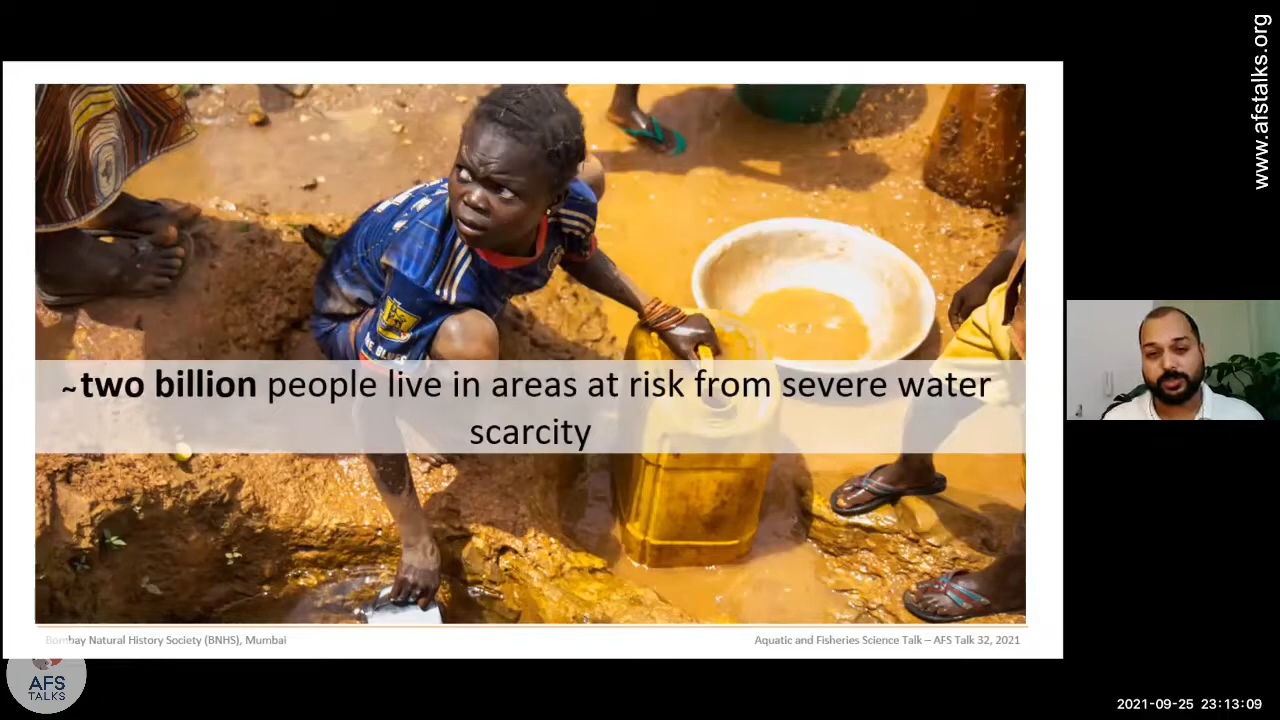 www.afstalks.org
~two billion people live in areas at risk from severe water
scarcity
Bombay Natural History Society (BNHS), Mumbai
Aquatic and Fisheries Science Talk – AFS Talk 32, 2021
AFS
TALKS
2021-09-25 23:13:09